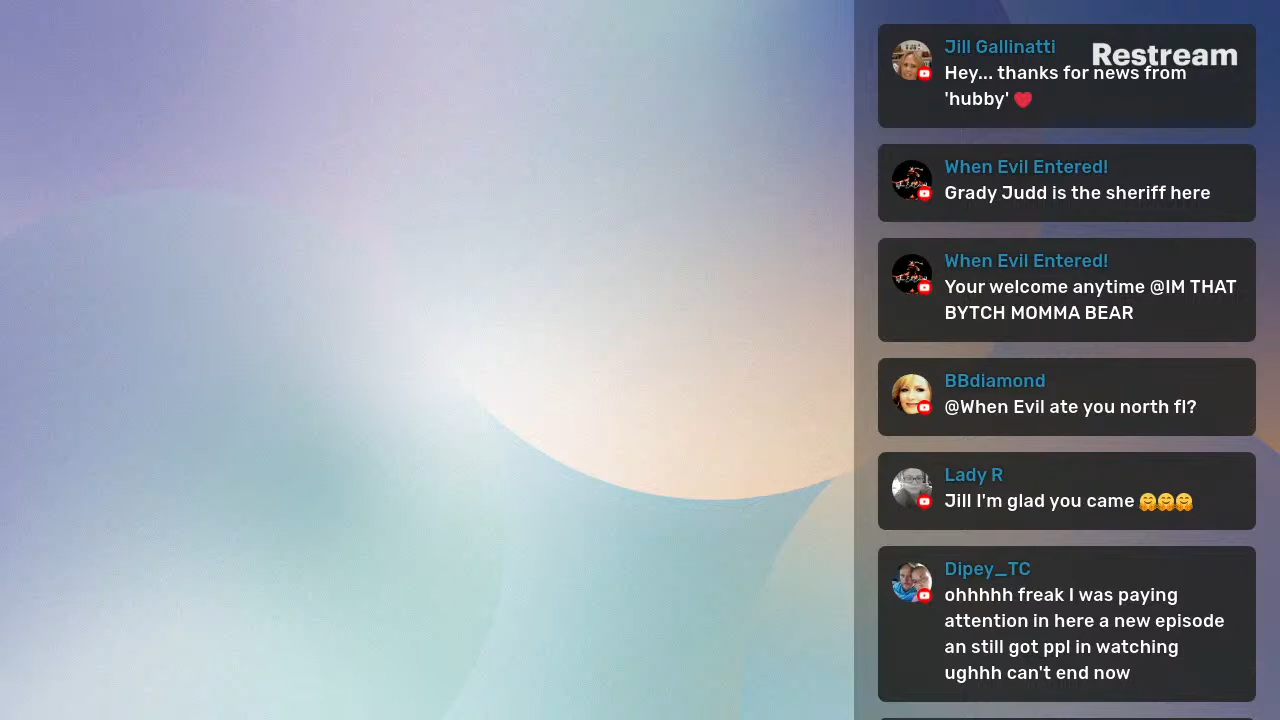 Jill Gallinatti
Restream
Hey... thanks for news from
'hubby' ❤️
When Evil Entered!
Grady Judd is the sheriff here
When Evil Entered!
Your welcome anytime @IM THAT
BYTCH MOMMA BEAR
BBdiamond
@When Evil ate you north fl?
Lady R
Jill I'm glad you came 🤗🤗🤗
Dipey_TC
ohhhhh freak I was paying
attention in here a new episode
an still got ppl in watching
ughhh can't end now